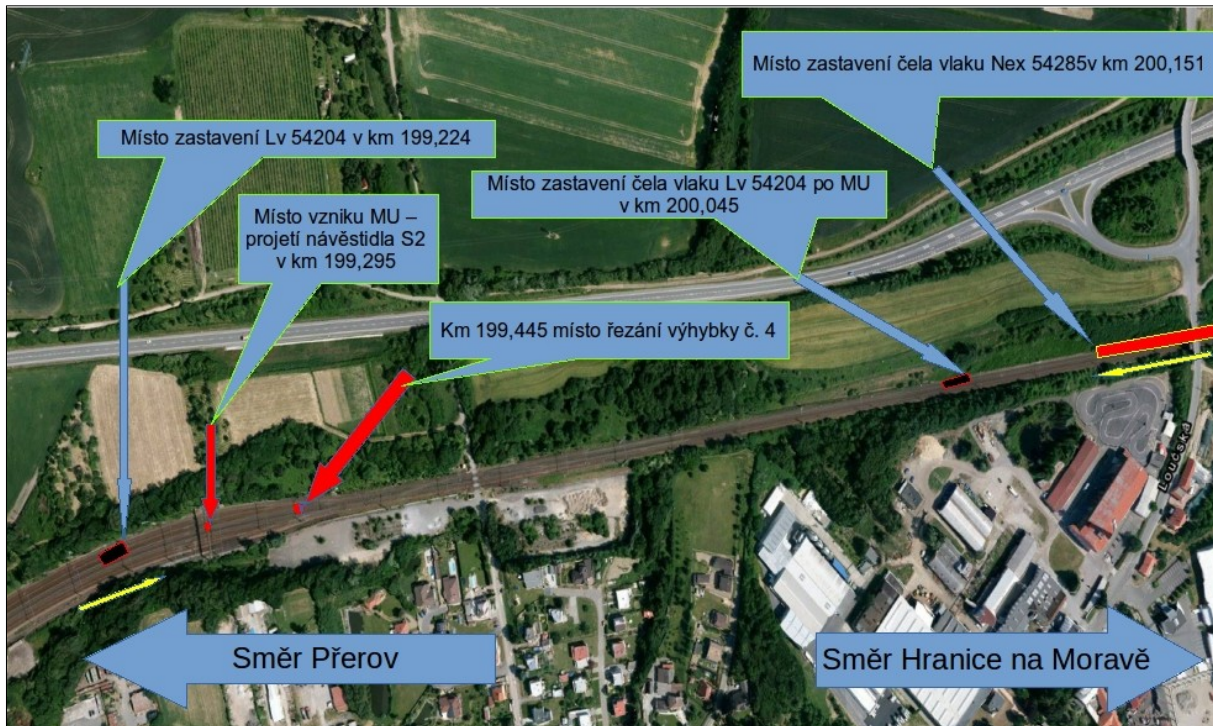 Místo zastavení čela vlaku Nex 54285v km 200,151
Místo zastavení Lv 54204 v km 199,224
Místo zastavení čela vlaku Lv 54204 po MU
v km 200,045
Místo vzniku MU –
projetí návěstidla S2
v km 199,295
Km 199,445 místo řezání výhybky č. 4
Loučská
Směr Přerov
Směr Hranice na Moravě